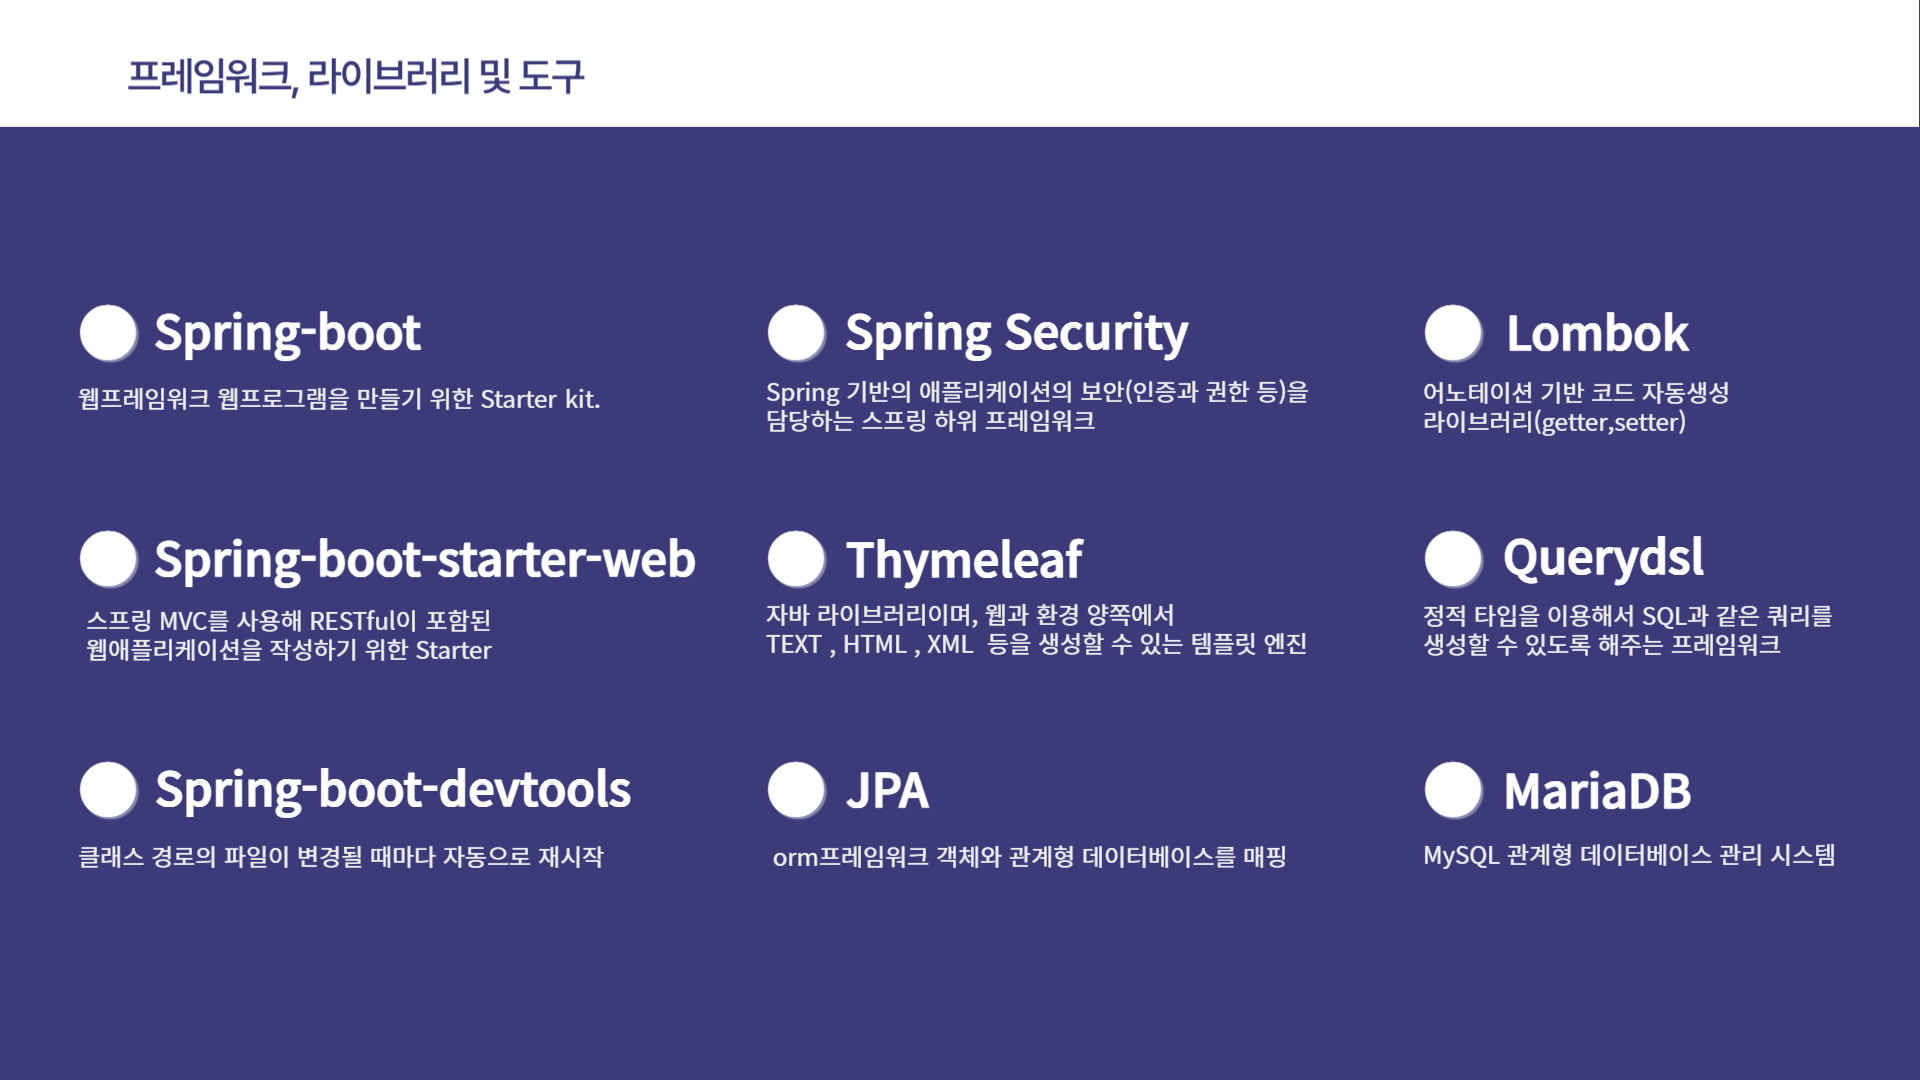 프레임워크, 라이브러리 및 도구
Spring-boot
웹프레임워크 웹프로그램을 만들기 위한 Starter kit.
Spring Security
Spring 기반의 애플리케이션의 보안(인증과 권한 등)을
담당하는 스프링 하위 프레임워크
Lombok
어노테이션 기반 코드 자동생성
라이브러리(getter,setter)
Spring-boot-starter-web
스프링 MVC를 사용해 RESTful이 포함된
웹애플리케이션을 작성하기 위한 Starter
Thymeleaf
자바 라이브러리이며, 웹과 환경 양쪽에서
TEXT , HTML , XML  등을 생성할 수 있는 템플릿 엔진
Querydsl
정적 타입을 이용해서 SQL과 같은 쿼리를
생성할 수 있도록 해주는 프레임워크
Spring-boot-devtools
클래스 경로의 파일이 변경될 때마다 자동으로 재시작
JPA
orm프레임워크 객체와 관계형 데이터베이스를 매핑
MariaDB
MySQL 관계형 데이터베이스 관리 시스템